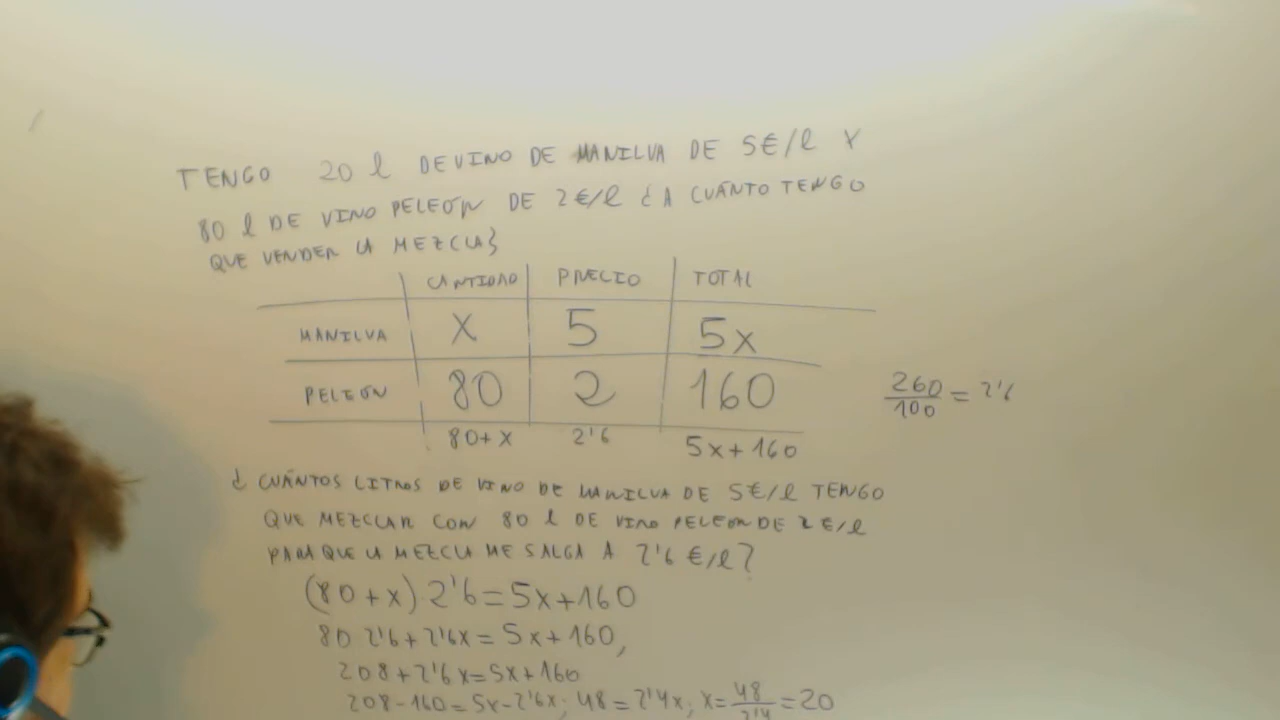 TENGO 20 l DE VINO DE MANILVA DE 5€/l Y
80 l DE VINO PELEÓN DE 2€/l ¿A CUÁNTO TENGO
QUE VENDER LA MEZCLA?
CANTIDAD PRECIO TOTAL
MANILVA X 5 5x
PELEÓN 80 2 160
80+X 2'6 5x+160
260/100 = 2'6
¿CUÁNTOS LITROS DE VINO DE MANILVA DE 5€/l TENGO
QUE MEZCLAR CON 80 l DE VINO PELEON DE 2€/l
PARA QUE LA MEZCLA ME SALGA A 2'6 €/l?
(80+x)·2'6=5x+160
80 2'6+2'6x=5x+160,
208+2'6x=5x+160
208-160=5x-2'6x; 48=2'4x; x=48/2'4=20